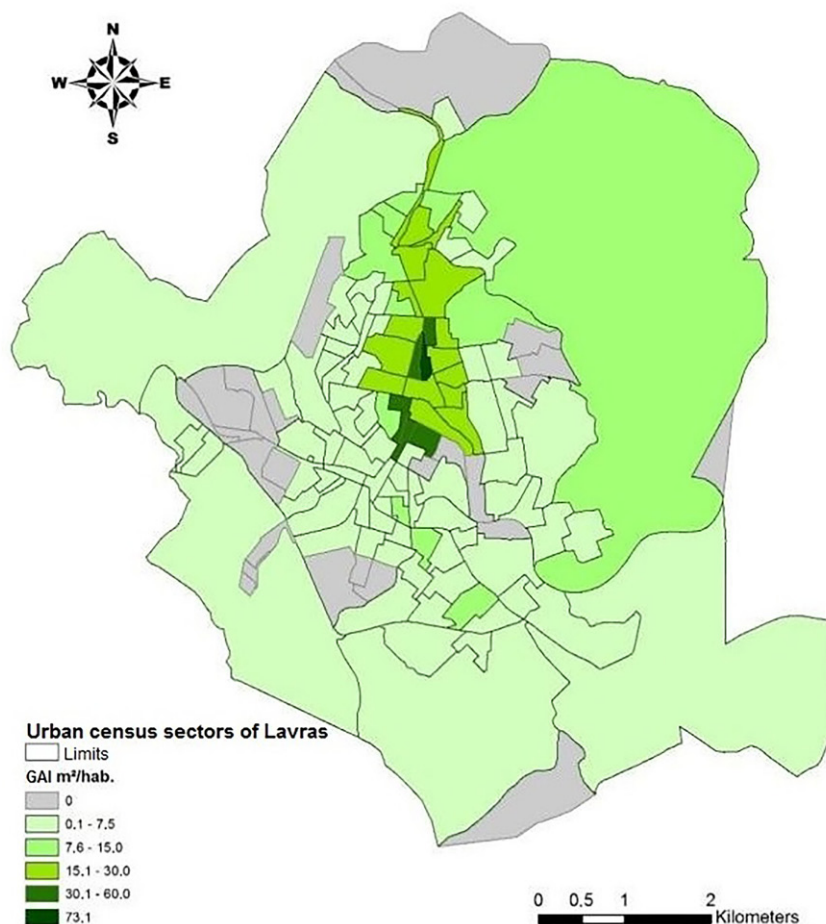 N
W E
S
Urban census sectors of Lavras
Limits
GAI m²/hab.
0
0.1 - 7.5
7.6 - 15.0
15.1 - 30.0
30.1 - 60.0
73.1
0 0.5 1 2
Kilometers